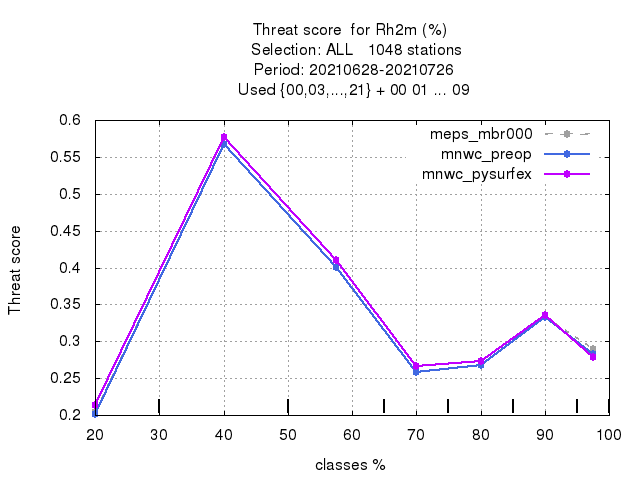 Threat score  for Rh2m (%)
Selection: ALL   1048 stations
Period: 20210628-20210726
Used {00,03,...,21} + 00 01 ... 09
meps_mbr000
mnwc_preop
mnwc_pysurfex
0.6
0.55
0.5
0.45
0.4
0.35
0.3
0.25
0.2
Threat score
20 30 40 50 60 70 80 90 100
classes %